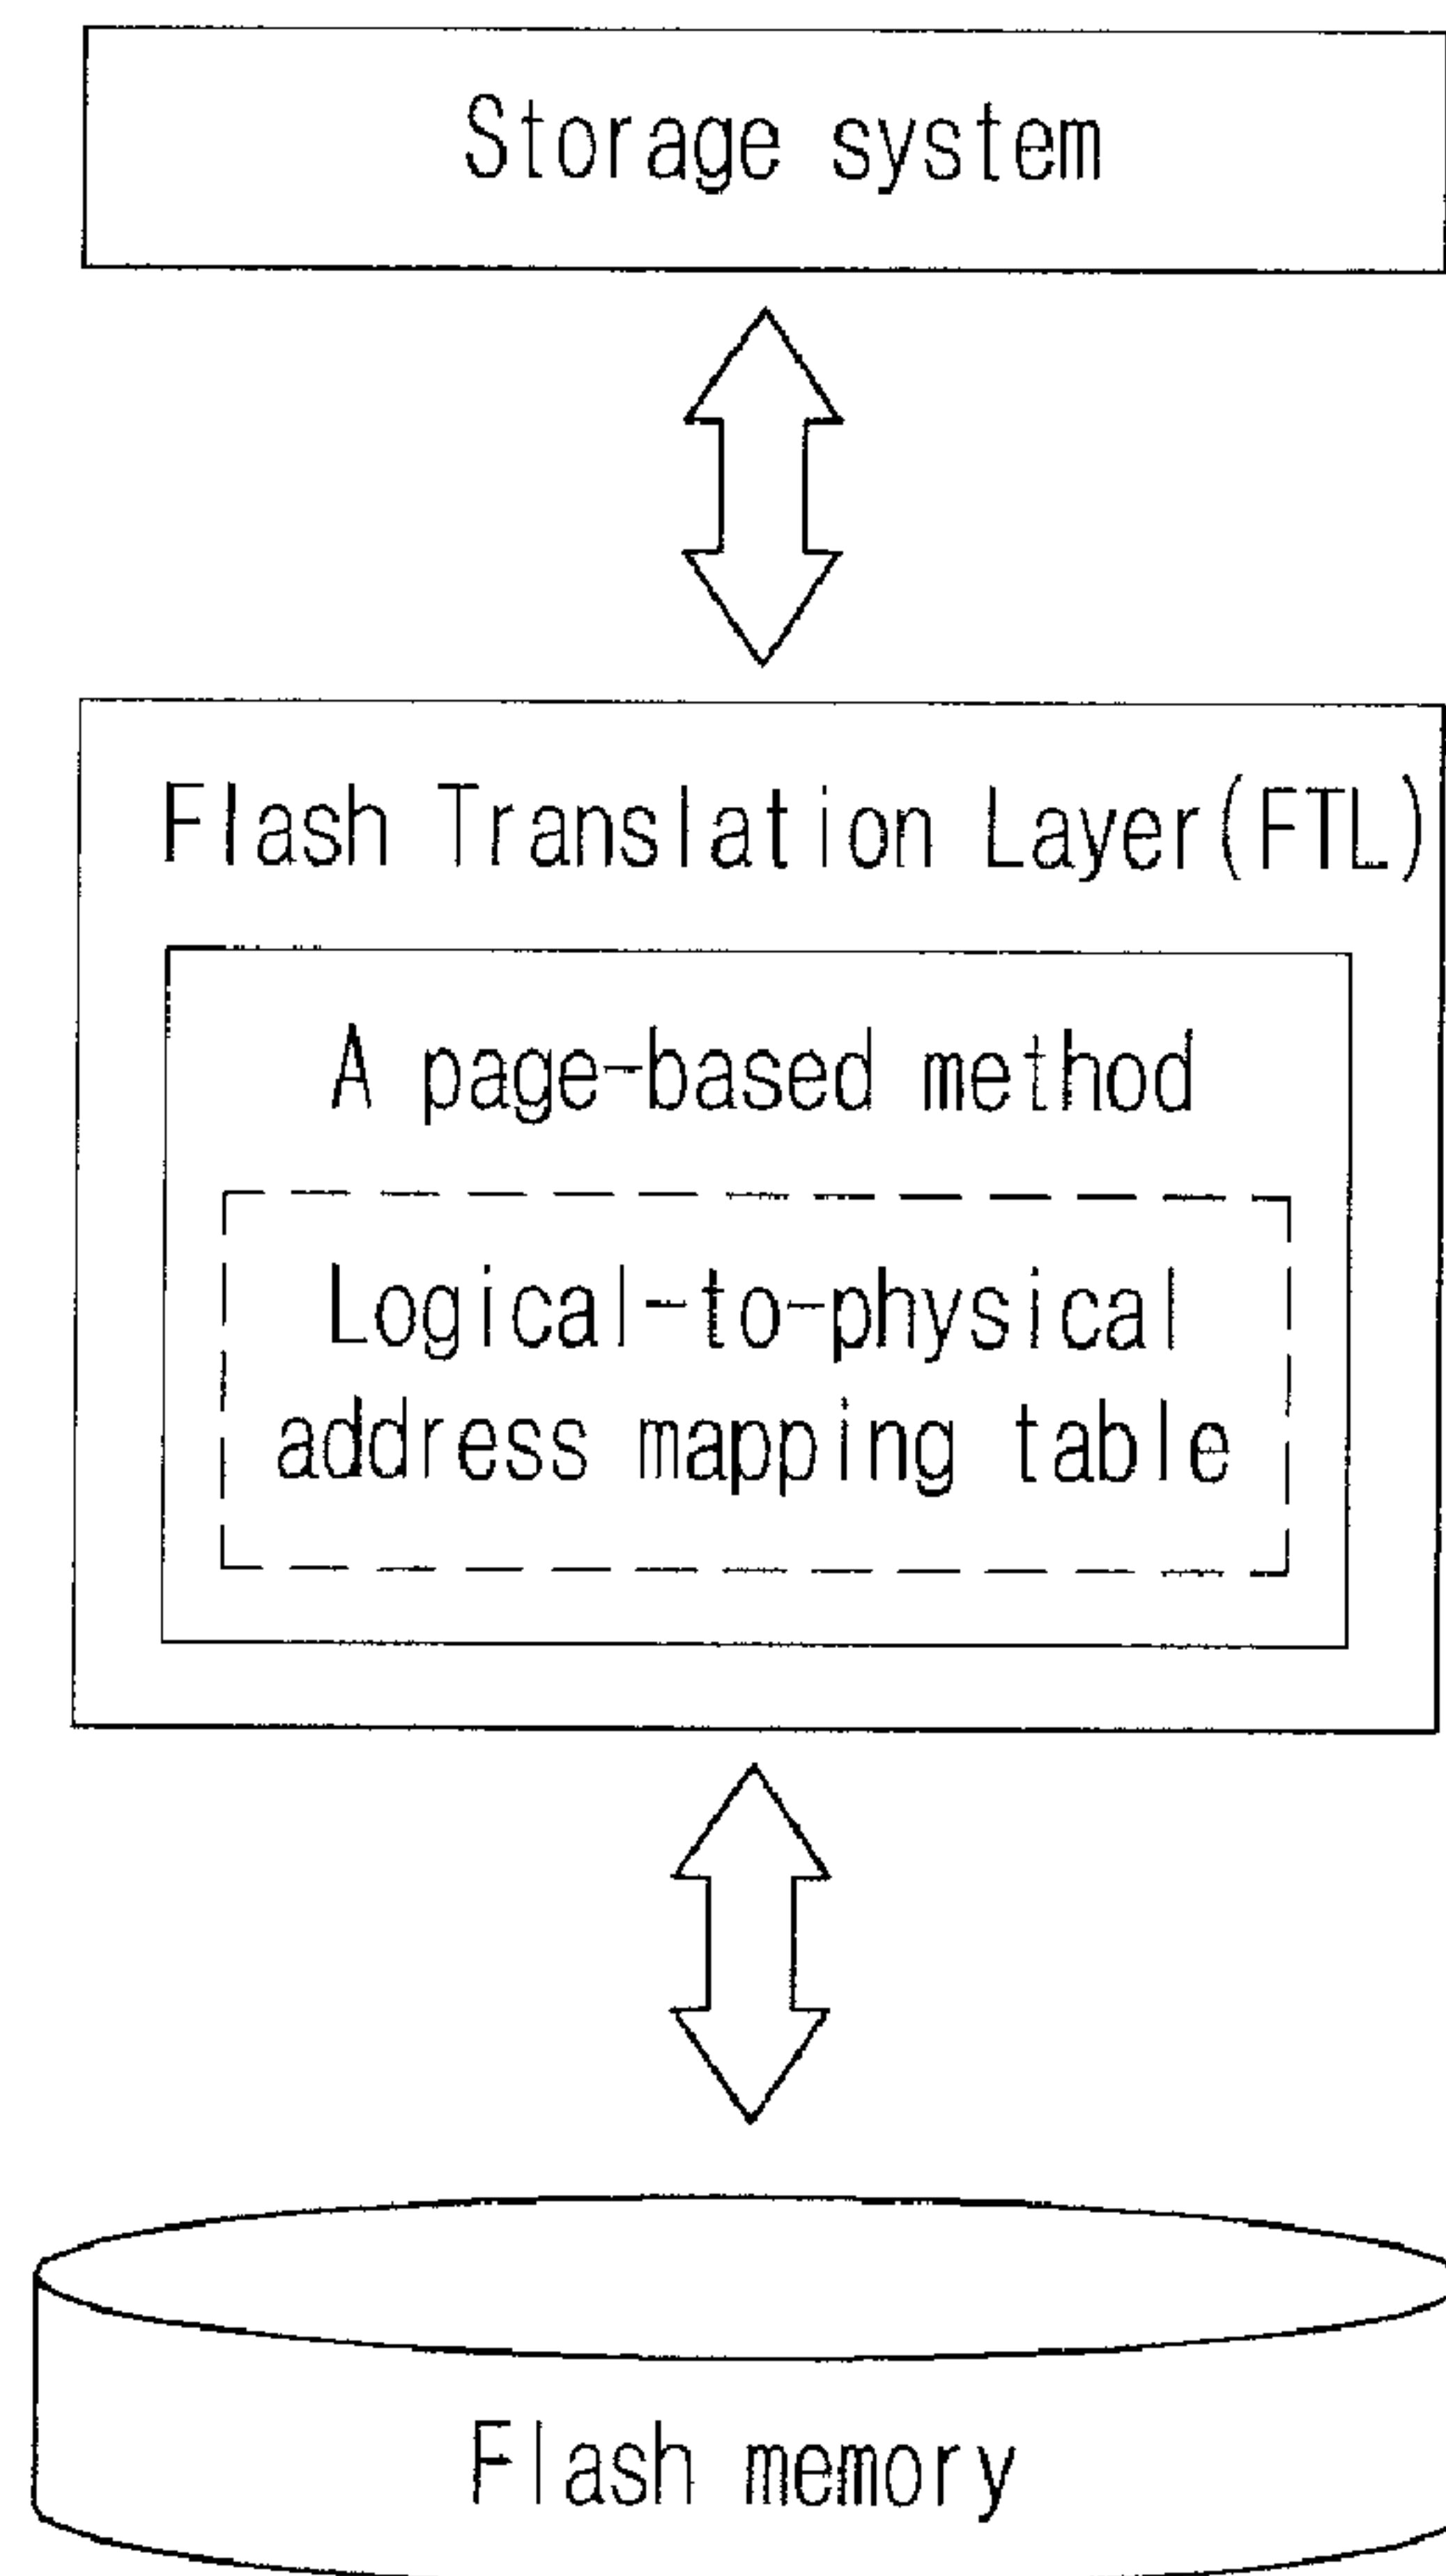 Storage system
Flash Translation Layer(FTL)
A page-based method
Logical-to-physical
address mapping table
Flash memory